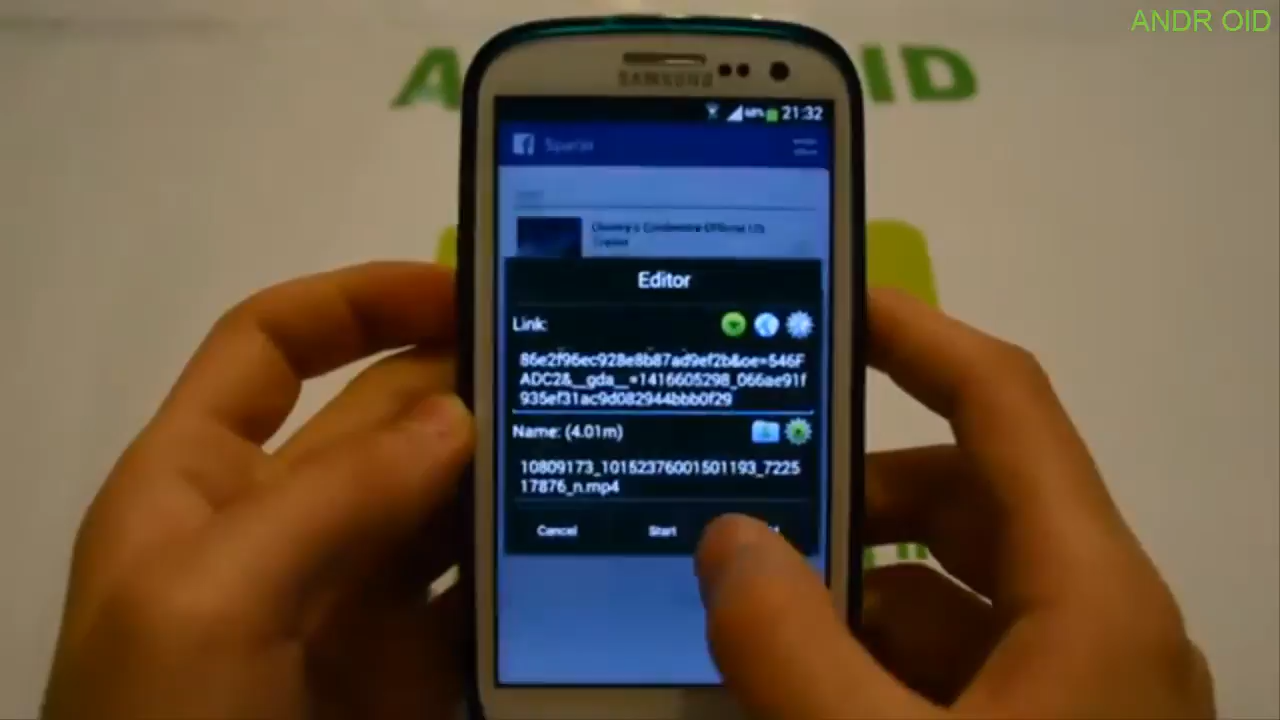 ANDR OID
A
ID
SAMSUNG
21:32
Editor
Link:
86e2f96ec928e8b87ad9ef2b&oe=546F
ADC2&__gda__=1416605298_066ae91f
935ef31ac9d082944bbb0f29
Name: (4.01m)
10809173_10152376001501193_7225
17876_n.mp4
Cancel
Start